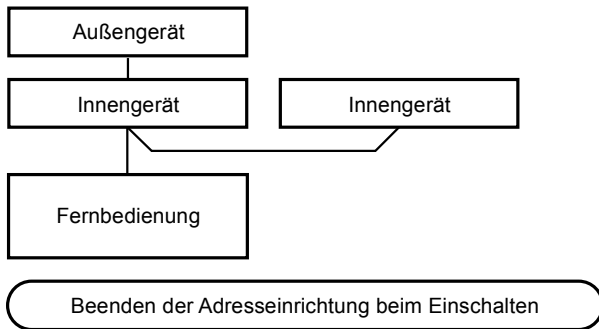 Außengerät
Innengerät
Innengerät
Fernbedienung
Beenden der Adresseinrichtung beim Einschalten